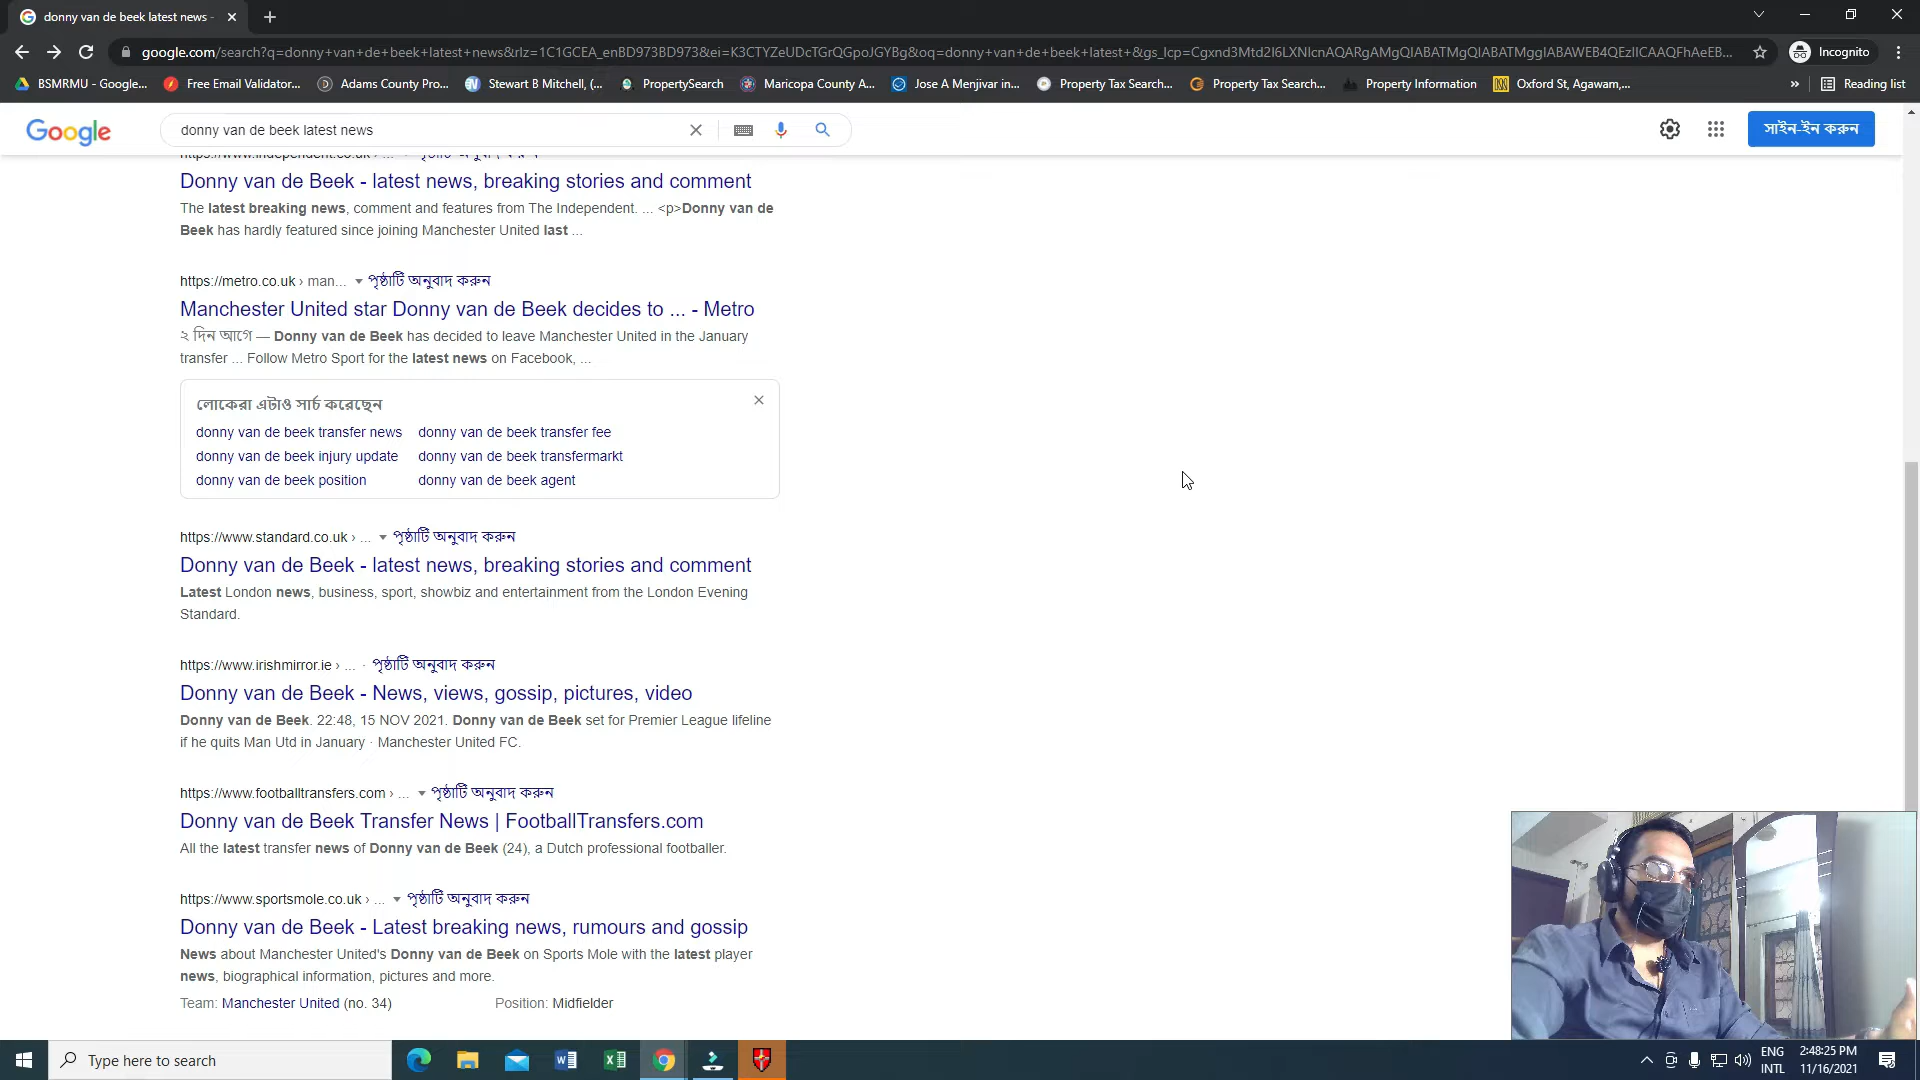 donny van de beek latest news -
google.com/search?q=donny+van+de+beek+latest+news&rlz=1C1GCEA_enBD973BD973&ei=K3CTYZeUDcTGrQGpoJGYBg&oq=donny+van+de+beek+latest+&gs_lcp=Cgxnd3Mtd2l6LXNlcnAQARgAMgQIABATMgQIABATMggIABAWEB4QEzIICAAQFhAeEB...
Incognito
BSMRMU - Google...
Free Email Validator...
Adams County Pro...
Stewart B Mitchell, (...
PropertySearch
Maricopa County A...
Jose A Menjivar in...
Property Tax Search...
Property Tax Search...
Property Information
Oxford St, Agawam,...
»
Reading list
Google
donny van de beek latest news
সাইন-ইন করুন
https://www.independent.co.uk › ... পৃষ্ঠাটি অনুবাদ করুন
Donny van de Beek - latest news, breaking stories and comment
The latest breaking news, comment and features from The Independent. ... <p>Donny van de
Beek has hardly featured since joining Manchester United last ...
https://metro.co.uk › man... পৃষ্ঠাটি অনুবাদ করুন
Manchester United star Donny van de Beek decides to ... - Metro
২ দিন আগে — Donny van de Beek has decided to leave Manchester United in the January
transfer ... Follow Metro Sport for the latest news on Facebook, ...
লোকেরা এটাও সার্চ করেছেন
donny van de beek transfer news
donny van de beek transfer fee
donny van de beek injury update
donny van de beek transfermarkt
donny van de beek position
donny van de beek agent
https://www.standard.co.uk › ... পৃষ্ঠাটি অনুবাদ করুন
Donny van de Beek - latest news, breaking stories and comment
Latest London news, business, sport, showbiz and entertainment from the London Evening
Standard.
https://www.irishmirror.ie › ... · পৃষ্ঠাটি অনুবাদ করুন
Donny van de Beek - News, views, gossip, pictures, video
Donny van de Beek. 22:48, 15 NOV 2021. Donny van de Beek set for Premier League lifeline
if he quits Man Utd in January · Manchester United FC.
https://www.footballtransfers.com › ... পৃষ্ঠাটি অনুবাদ করুন
Donny van de Beek Transfer News | FootballTransfers.com
All the latest transfer news of Donny van de Beek (24), a Dutch professional footballer.
https://www.sportsmole.co.uk › ... পৃষ্ঠাটি অনুবাদ করুন
Donny van de Beek - Latest breaking news, rumours and gossip
News about Manchester United's Donny van de Beek on Sports Mole with the latest player
news, biographical information, pictures and more.
Team: Manchester United (no. 34)
Position: Midfielder
Type here to search
ENG
INTL
2:48:25 PM
11/16/2021